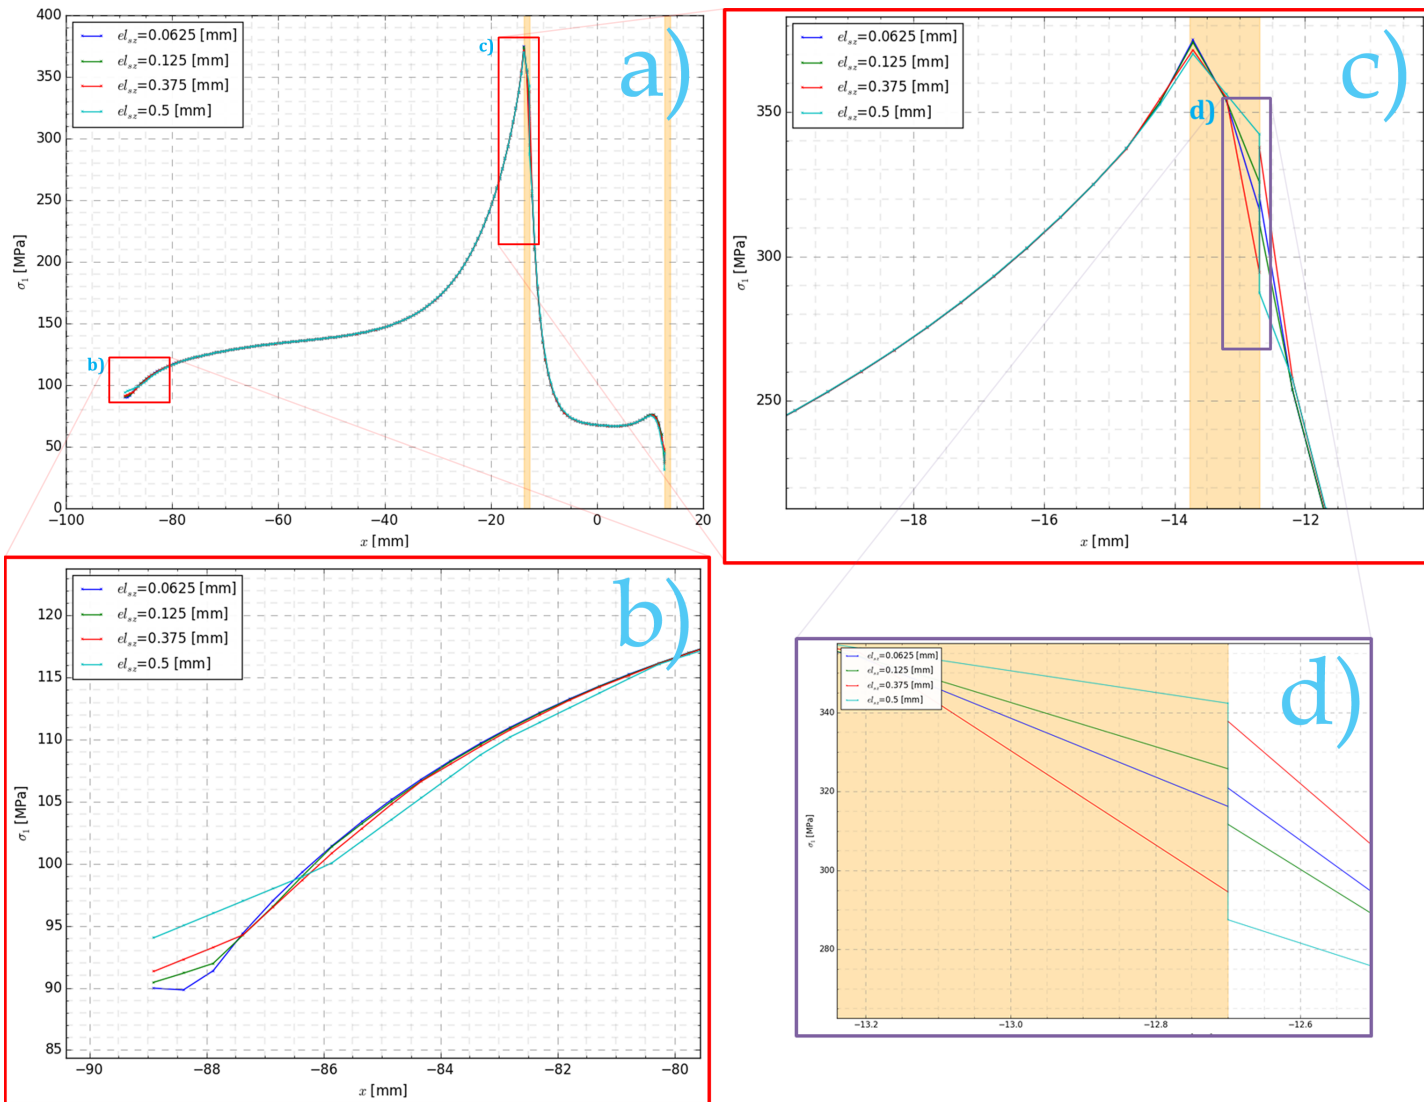 400
350
300
250
200
150
100
50
0
σ₁ [MPa]
−100
−80
−60
−40
−20
0
20
x [mm]
el_sz=0.0625 [mm]
el_sz=0.125 [mm]
el_sz=0.375 [mm]
el_sz=0.5 [mm]
c)
b)
a)
350
300
250
σ₁ [MPa]
−18
−16
−14
−12
x [mm]
el_sz=0.0625 [mm]
el_sz=0.125 [mm]
el_sz=0.375 [mm]
el_sz=0.5 [mm]
d)
c)
120
115
110
105
100
95
90
85
σ₁ [MPa]
−90
−88
−86
−84
−82
−80
x [mm]
el_sz=0.0625 [mm]
el_sz=0.125 [mm]
el_sz=0.375 [mm]
el_sz=0.5 [mm]
b)
340
320
300
280
σ₁ [MPa]
−13.2
−13.0
−12.8
−12.6
el_sz=0.0625 [mm]
el_sz=0.125 [mm]
el_sz=0.375 [mm]
el_sz=0.5 [mm]
d)